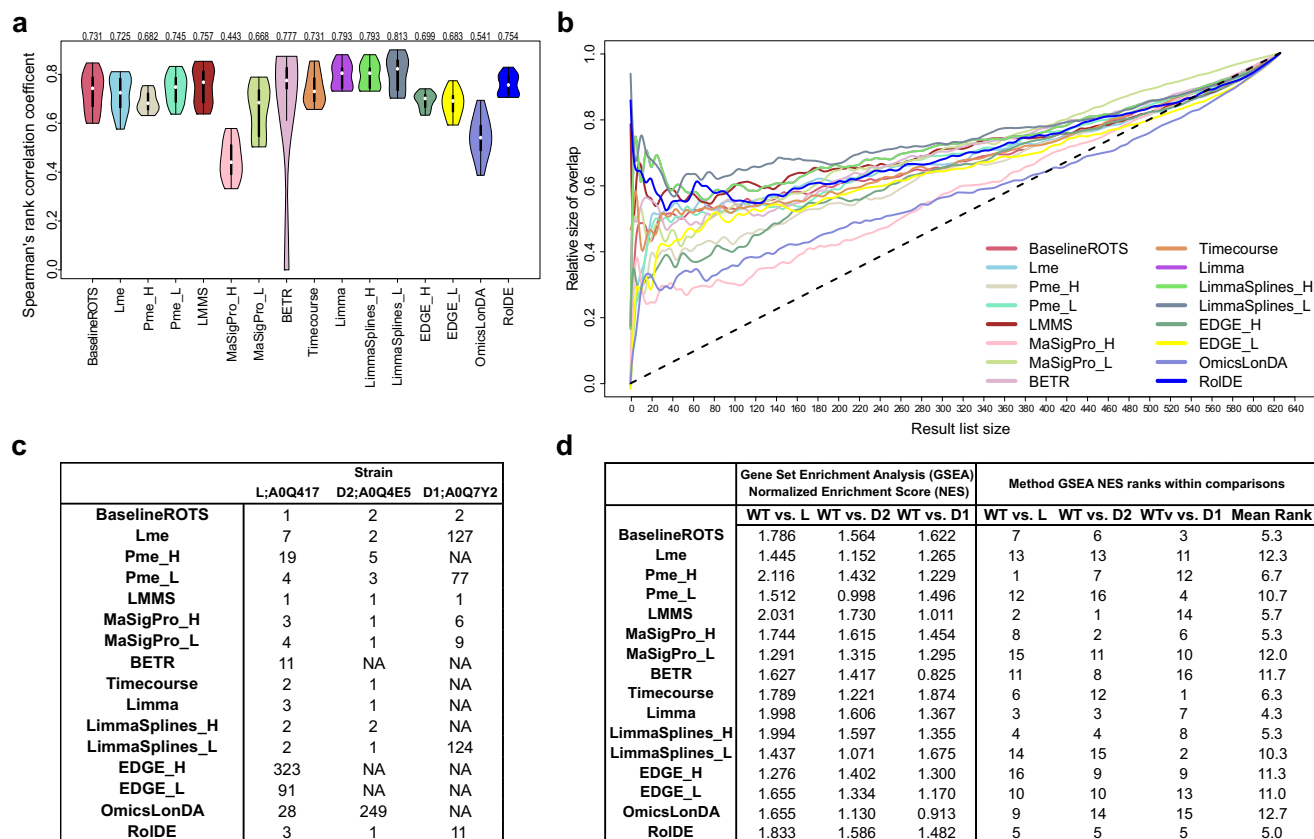 a
0.731 0.725 0.682 0.745 0.757 0.443 0.668 0.777 0.731 0.793 0.793 0.813 0.699 0.683 0.541 0.754
Spearman's rank correlation coefficent
0.8
0.6
0.4
0.2
0.0
BaselineROTS
Lme
Pme_H
Pme_L
LMMS
MaSigPro_H
MaSigPro_L
BETR
Timecourse
Limma
LimmaSplines_H
LimmaSplines_H
EDGE_H
EDGE_L
OmicsLonDA
RolDE
b
Relative size of overlap
1.0
0.8
0.6
0.4
0.2
0.0
BaselineROTS
Lme
Pme_H
Pme_L
LMMS
MaSigPro_H
MaSigPro_L
BETR
Timecourse
Limma
LimmaSplines_H
LimmaSplines_L
EDGE_H
EDGE_L
OmicsLonDA
RolDE
0 20 40 60 80 100 120 140 160 180 200 220 240 260 280 300 320 340 360 380 400 420 440 460 480 500 520 540 560 580 600 620 640
Result list size
c
Strain
L;A0Q417 D2;A0Q4E5 D1;A0Q7Y2
BaselineROTS 1 2 2
Lme 7 2 127
Pme_H 19 5 NA
Pme_L 4 3 77
LMMS 1 1 1
MaSigPro_H 3 1 6
MaSigPro_L 4 1 9
BETR 11 NA NA
Timecourse 2 1 NA
Limma 3 1 NA
LimmaSplines_H 2 2 NA
LimmaSplines_L 2 1 124
EDGE_H 323 NA NA
EDGE_L 91 NA NA
OmicsLonDA 28 249 NA
RolDE 3 1 11
d
Gene Set Enrichment Analysis (GSEA)
Normalized Enrichment Score (NES)
Method GSEA NES ranks within comparisons
WT vs. L WT vs. D2 WT vs. D1 WT vs. L WT vs. D2 WTv vs. D1 Mean Rank
BaselineROTS 1.786 1.564 1.622 7 6 3 5.3
Lme 1.445 1.152 1.265 13 13 11 12.3
Pme_H 2.116 1.432 1.229 1 7 12 6.7
Pme_L 1.512 0.998 1.496 12 16 4 10.7
LMMS 2.031 1.730 1.011 2 1 14 5.7
MaSigPro_H 1.744 1.615 1.454 8 2 6 5.3
MaSigPro_L 1.291 1.315 1.295 15 11 10 12.0
BETR 1.627 1.417 0.825 11 8 16 11.7
Timecourse 1.789 1.221 1.874 6 12 1 6.3
Limma 1.998 1.606 1.367 3 3 7 4.3
LimmaSplines_H 1.994 1.597 1.355 4 4 8 5.3
LimmaSplines_L 1.437 1.071 1.675 14 15 2 10.3
EDGE_H 1.276 1.402 1.300 16 9 9 11.3
EDGE_L 1.655 1.334 1.170 10 10 13 11.0
OmicsLonDA 1.655 1.130 0.913 9 14 15 12.7
RolDE 1.833 1.586 1.482 5 5 5 5.0